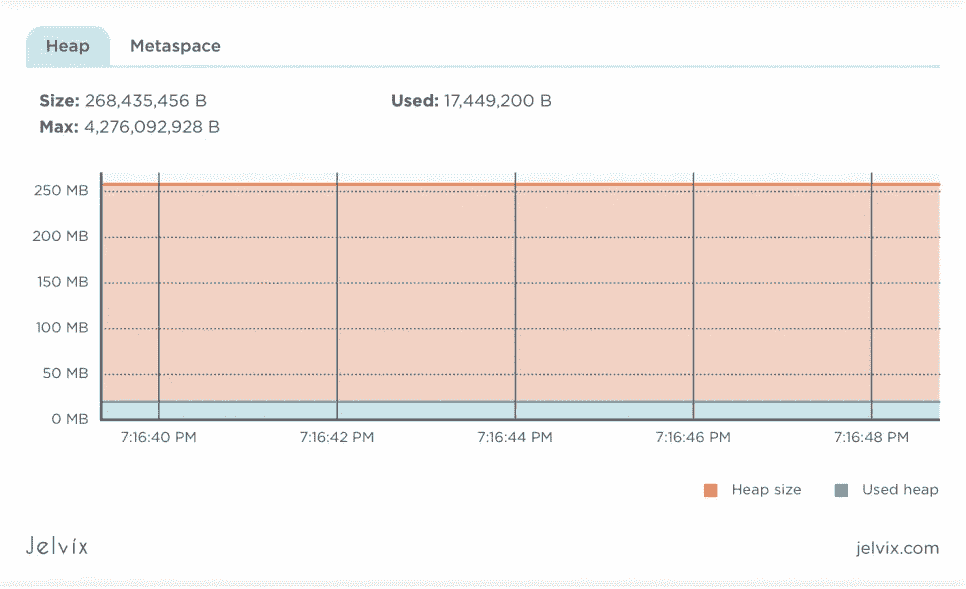 Heap Metaspace
Size: 268,435,456 B Used: 17,449,200 B
Max: 4,276,092,928 B
250 MB
200 MB
150 MB
100 MB
50 MB
0 MB
7:16:40 PM 7:16:42 PM 7:16:44 PM 7:16:46 PM 7:16:48 PM
Heap size Used heap
Jelvix jelvix.com